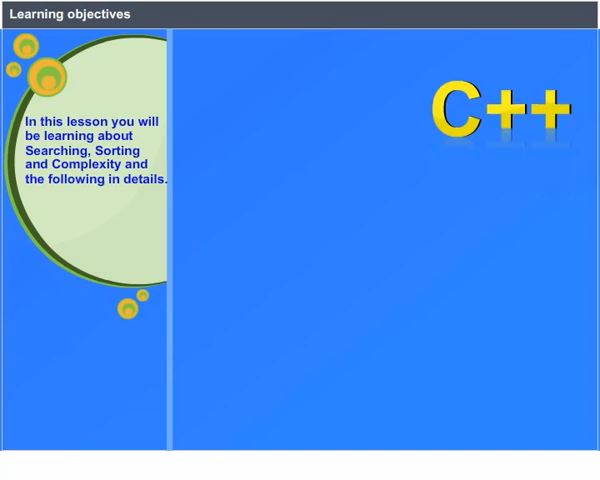 Learning objectives
C++
In this lesson you will
be learning about
Searching, Sorting
and Complexity and
the following in details.